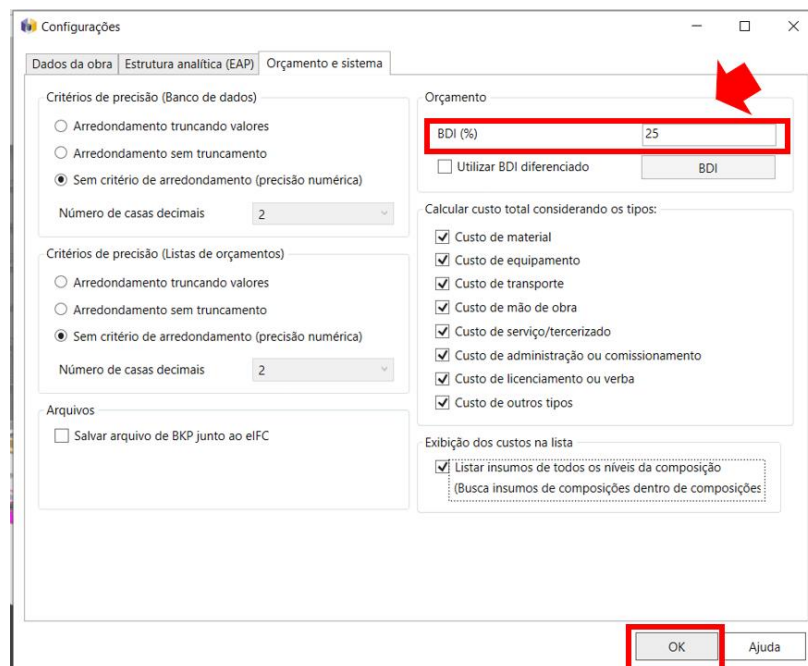 Configurações
Dados da obra
Estrutura analítica (EAP)
Orçamento e sistema
Critérios de precisão (Banco de dados)
Arredondamento truncando valores
Arredondamento sem truncamento
Sem critério de arredondamento (precisão numérica)
Número de casas decimais
2
Critérios de precisão (Listas de orçamentos)
Arredondamento truncando valores
Arredondamento sem truncamento
Sem critério de arredondamento (precisão numérica)
Número de casas decimais
2
Arquivos
Salvar arquivo de BKP junto ao eIFC
Orçamento
BDI (%)
25
Utilizar BDI diferenciado
BDI
Calcular custo total considerando os tipos:
Custo de material
Custo de equipamento
Custo de transporte
Custo de mão de obra
Custo de serviço/tercerizado
Custo de administração ou comissionamento
Custo de licenciamento ou verba
Custo de outros tipos
Exibição dos custos na lista
Listar insumos de todos os níveis da composição
(Busca insumos de composições dentro de composições
OK
Ajuda